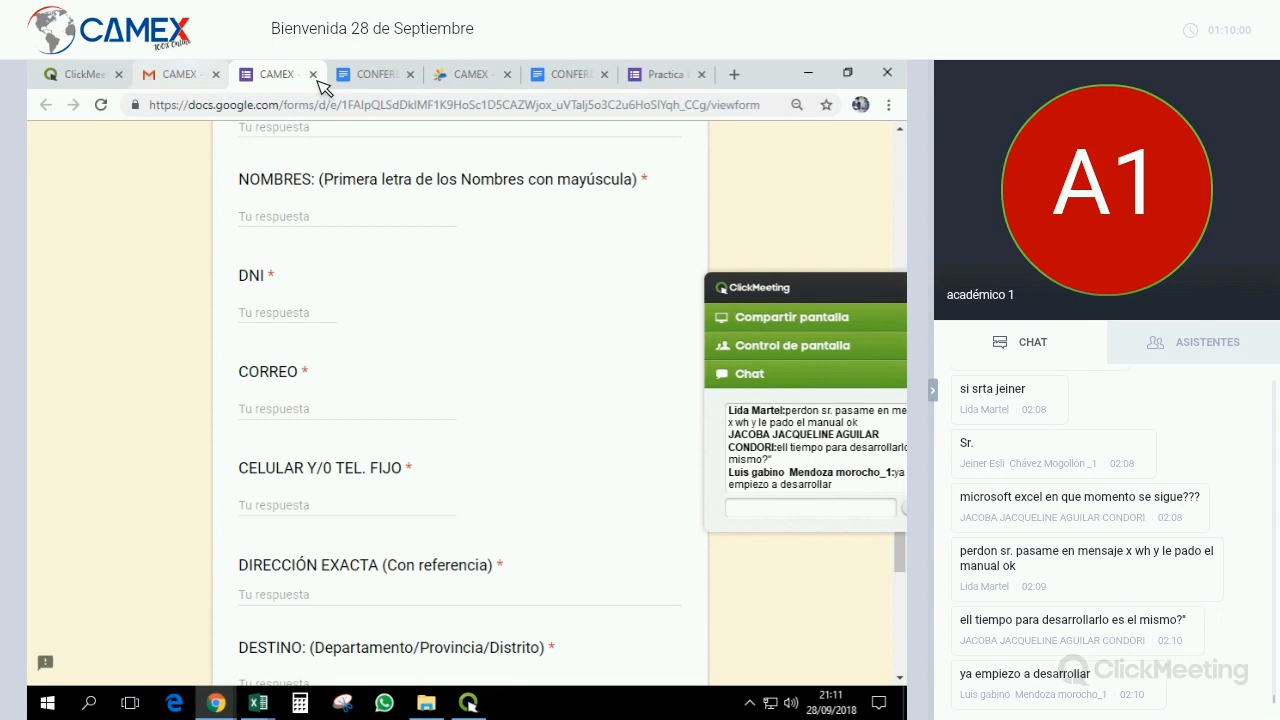 CAMEX
100% Online
Bienvenida 28 de Septiembre
01:10:00
ClickMee
CAMEX -
CAMEX -
CONFER
CAMEX -
CONFER
Practica
https://docs.google.com/forms/d/e/1FAIpQLSdDklMF1K9HoSc1D5CAZWjox_uVTaIj5o3C2u6HoSlYqh_CCg/viewform
Tu respuesta
NOMBRES: (Primera letra de los Nombres con mayúscula) *
Tu respuesta
DNI *
Tu respuesta
CORREO *
Tu respuesta
CELULAR Y/0 TEL. FIJO *
Tu respuesta
DIRECCIÓN EXACTA (Con referencia) *
Tu respuesta
DESTINO: (Departamento/Provincia/Distrito) *
Tu respuesta
ClickMeeting
Compartir pantalla
Control de pantalla
Chat
Lida Martel:perdon sr. pasame en me
x wh y le pado el manual ok
JACOBA JACQUELINE AGUILAR
CONDORI:ell tiempo para desarrollarlo
mismo?"
Luis gabino Mendoza morocho_1:ya
empiezo a desarrollar
21:11
28/09/2018
A1
académico 1
CHAT
ASISTENTES
si srta jeiner
Lida Martel 02:08
Sr.
Jeiner Esli Chávez Mogollón _1 02:08
microsoft excel en que momento se sigue???
JACOBA JACQUELINE AGUILAR CONDORI 02:08
perdon sr. pasame en mensaje x wh y le pado el
manual ok
Lida Martel 02:09
ell tiempo para desarrollarlo es el mismo?"
JACOBA JACQUELINE AGUILAR CONDORI 02:10
ya empiezo a desarrollar
Luis gabino Mendoza morocho_1 02:10
ClickMeeting